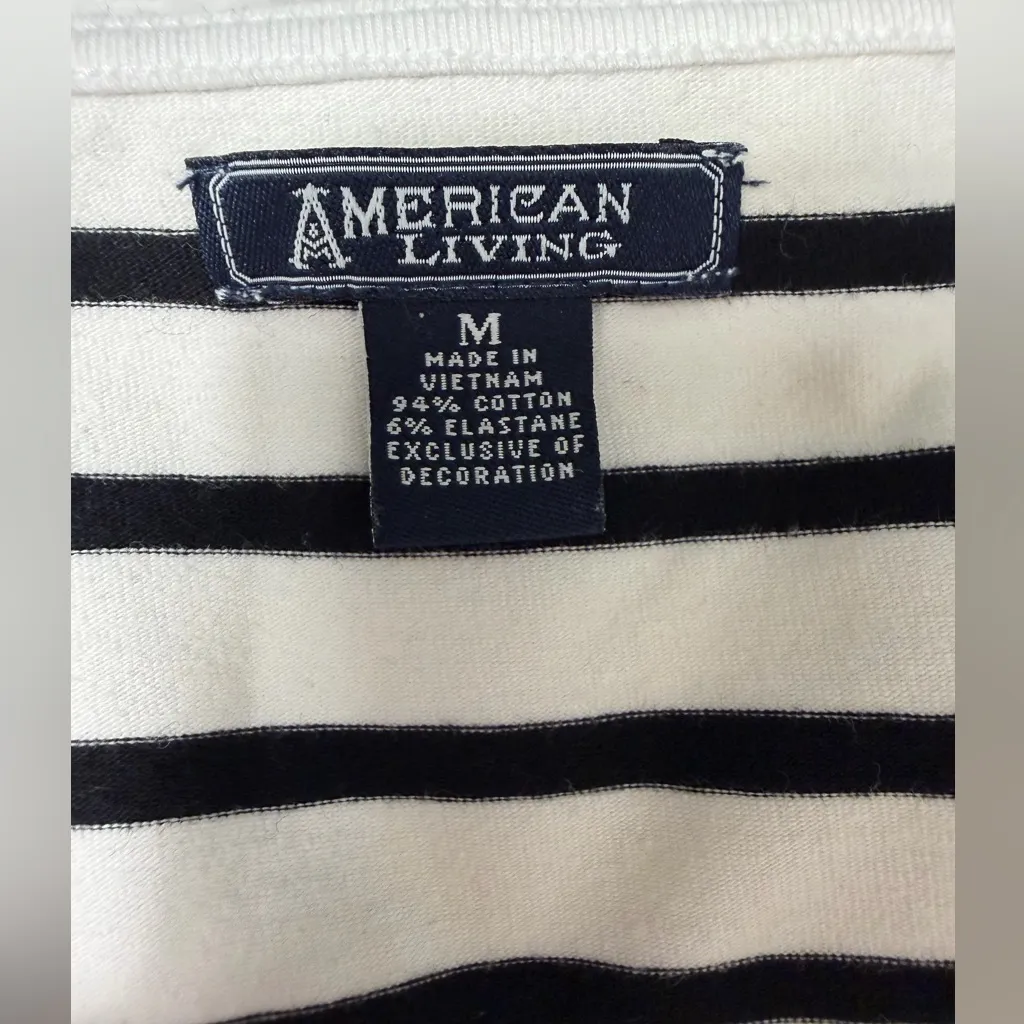 AMERICAN
LIVING
M
MADE IN
VIETNAM
94% COTTON
6% ELASTANE
EXCLUSIVE OF
DECORATION